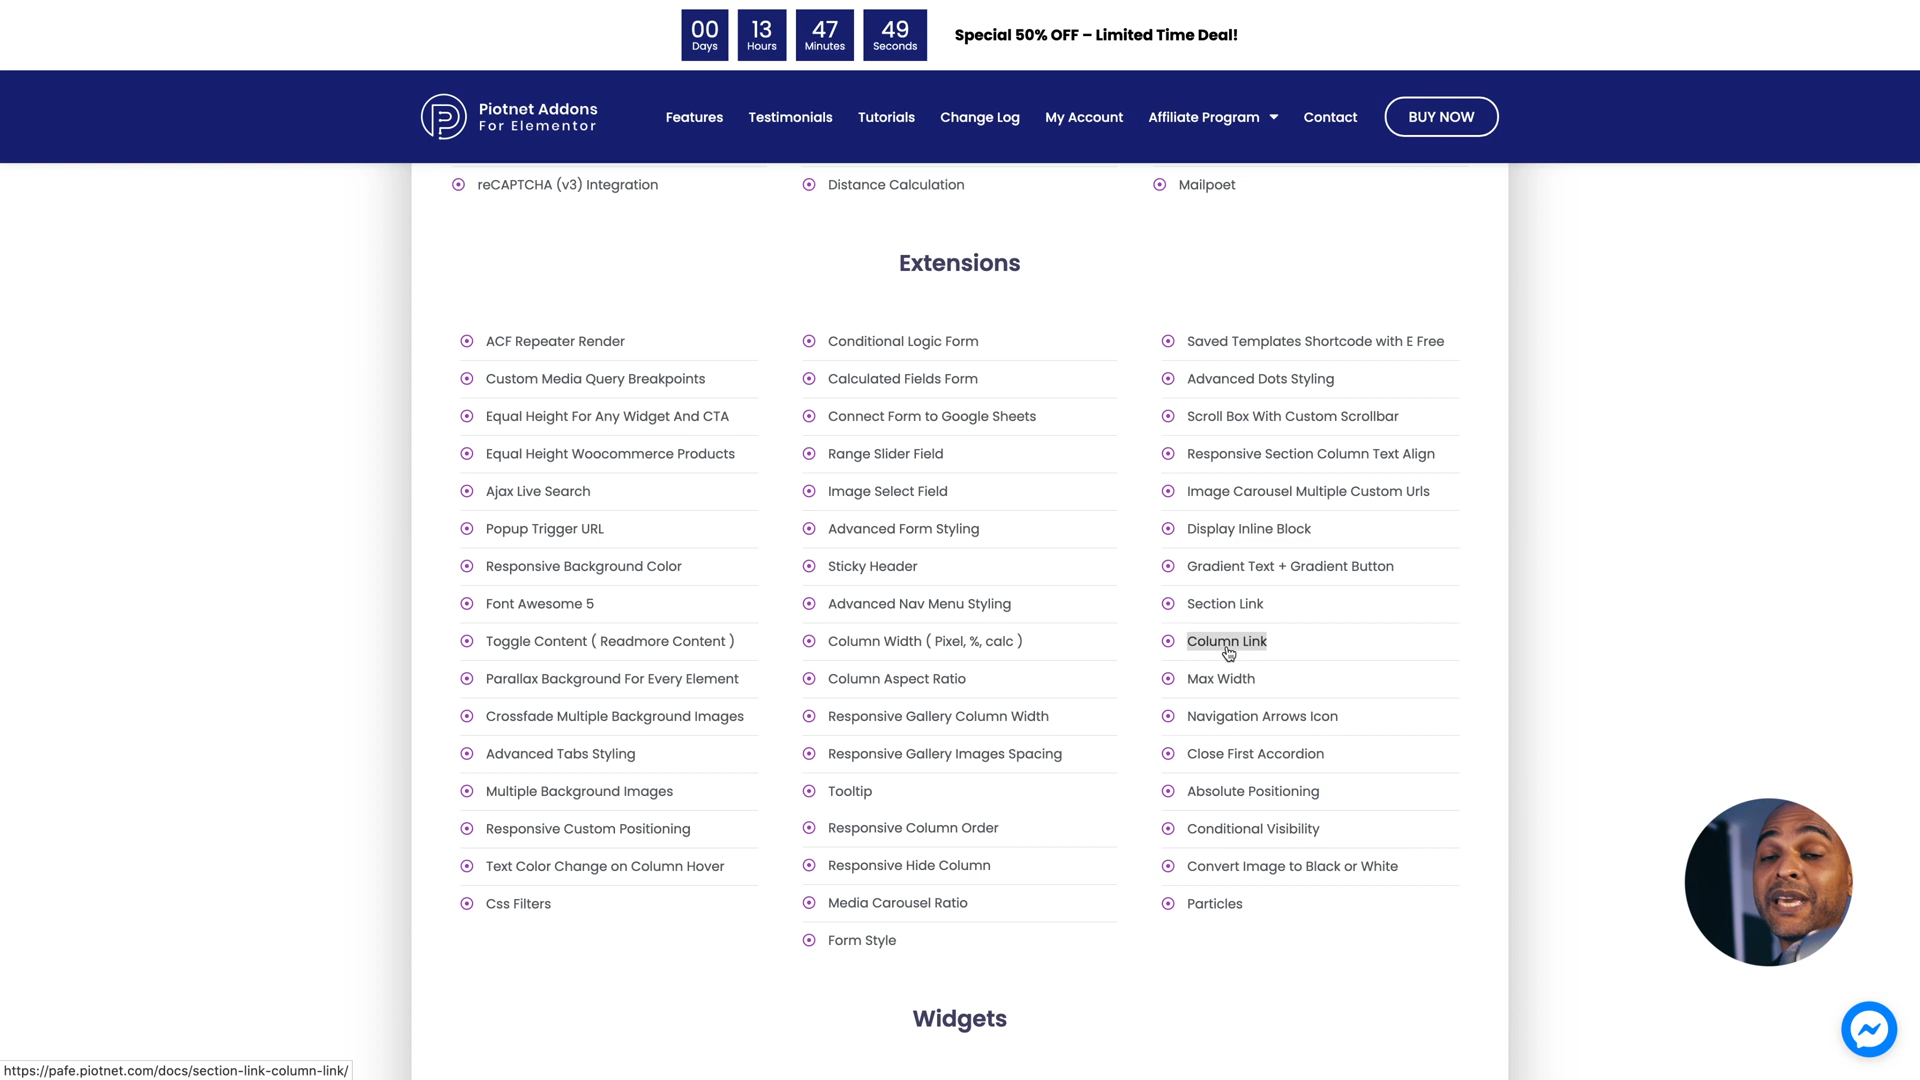 00 13 47 49
Days Hours Minutes Seconds
Special 50% OFF – Limited Time Deal!
Piotnet Addons
For Elementor
Features Testimonials Tutorials Change Log My Account Affiliate Program Contact BUY NOW
reCAPTCHA (v3) Integration
Distance Calculation
Mailpoet
Extensions
ACF Repeater Render
Custom Media Query Breakpoints
Equal Height For Any Widget And CTA
Equal Height Woocommerce Products
Ajax Live Search
Popup Trigger URL
Responsive Background Color
Font Awesome 5
Toggle Content ( Readmore Content )
Parallax Background For Every Element
Crossfade Multiple Background Images
Advanced Tabs Styling
Multiple Background Images
Responsive Custom Positioning
Text Color Change on Column Hover
Css Filters
Conditional Logic Form
Calculated Fields Form
Connect Form to Google Sheets
Range Slider Field
Image Select Field
Advanced Form Styling
Sticky Header
Advanced Nav Menu Styling
Column Width ( Pixel, %, calc )
Column Aspect Ratio
Responsive Gallery Column Width
Responsive Gallery Images Spacing
Tooltip
Responsive Column Order
Responsive Hide Column
Media Carousel Ratio
Form Style
Saved Templates Shortcode with E Free
Advanced Dots Styling
Scroll Box With Custom Scrollbar
Responsive Section Column Text Align
Image Carousel Multiple Custom Urls
Display Inline Block
Gradient Text + Gradient Button
Section Link
Column Link
Max Width
Navigation Arrows Icon
Close First Accordion
Absolute Positioning
Conditional Visibility
Convert Image to Black or White
Particles
Widgets
https://pafe.piotnet.com/docs/section-link-column-link/